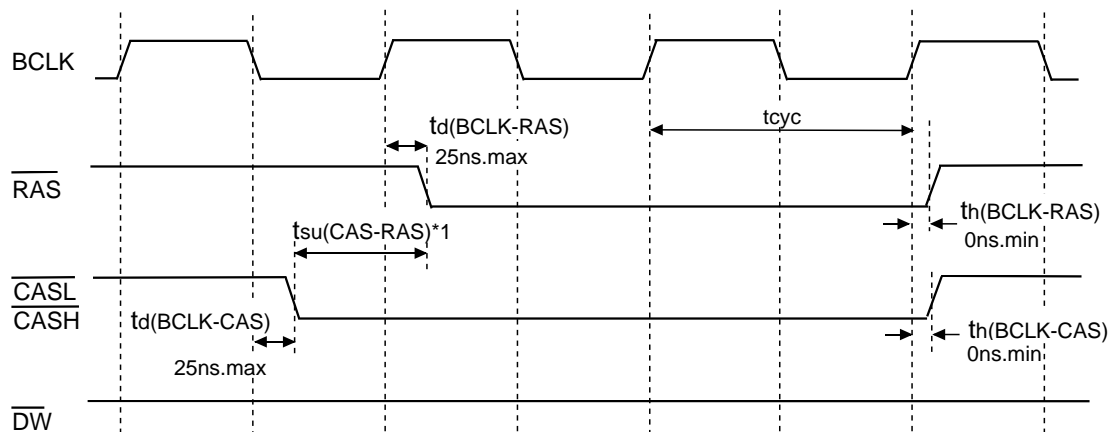 BCLK
td(BCLK-RAS)
25ns.max
tcyc
RAS
th(BCLK-RAS)
0ns.min
tsu(CAS-RAS)*1
CASL
CASH
td(BCLK-CAS)
25ns.max
th(BCLK-CAS)
0ns.min
DW